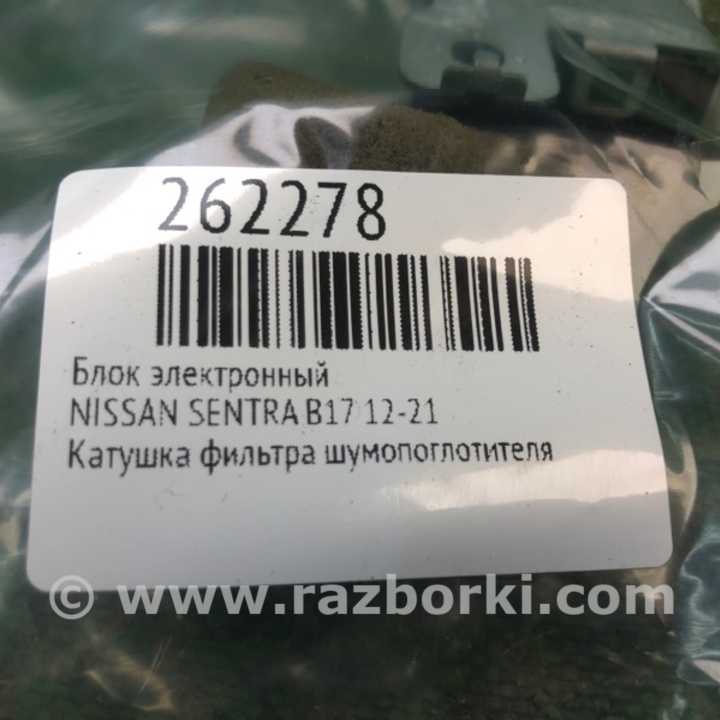 262278
Блок электронный
NISSAN SENTRA B17 12-21
Катушка фильтра шумопоглотителя
© www.razborki.com